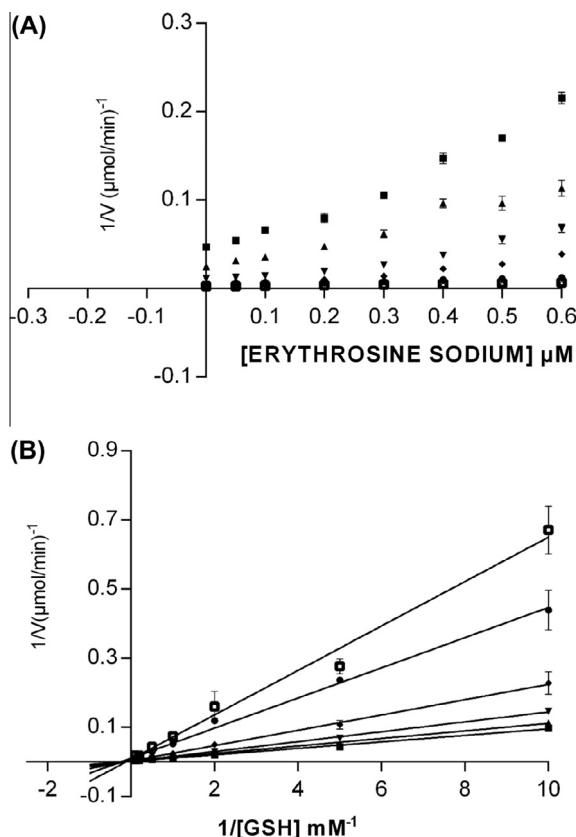 (A)
0.3
0.2
0.1
-0.1
1/V (µmol/min)⁻¹
-0.3 -0.2 -0.1 0.1 0.2 0.3 0.4 0.5 0.6
[ERYTHROSINE SODIUM] µM
(B)
0.9
0.7
0.5
0.3
0.1
-0.1
1/V(µmol/min)⁻¹
-2 2 4 6 8 10
1/[GSH] mM⁻¹